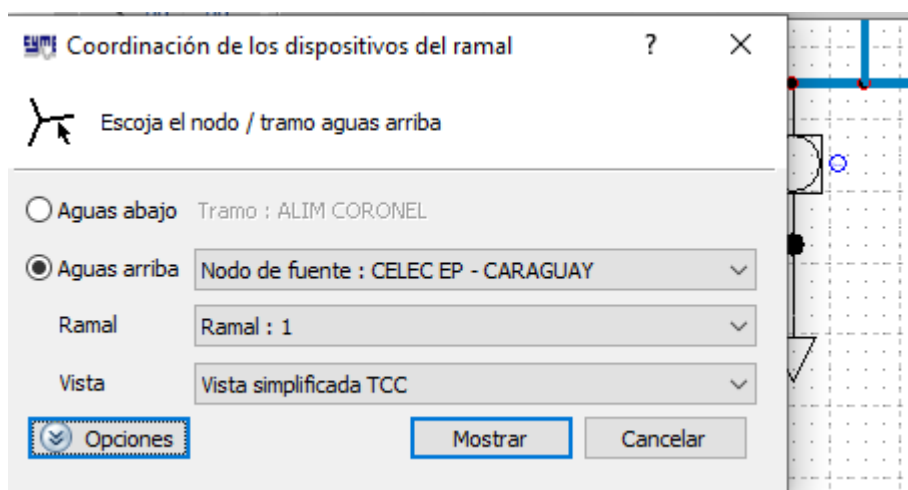 CYME Coordinación de los dispositivos del ramal ? X
Escoja el nodo / tramo aguas arriba
Aguas abajo Tramo : ALIM CORONEL
Aguas arriba Nodo de fuente : CELEC EP - CARAGUAY
Ramal Ramal : 1
Vista Vista simplificada TCC
Opciones Mostrar Cancelar